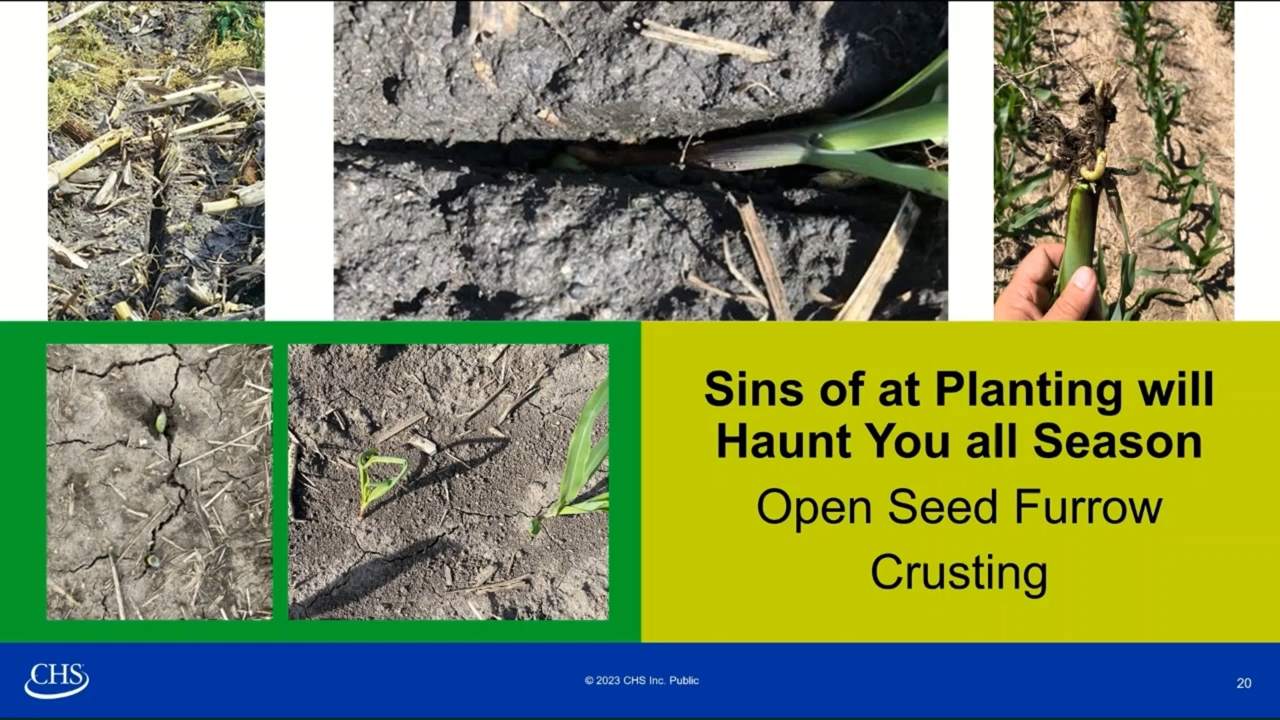 Sins of at Planting will
Haunt You all Season
Open Seed Furrow
Crusting
CHS
© 2023 CHS Inc. Public
20